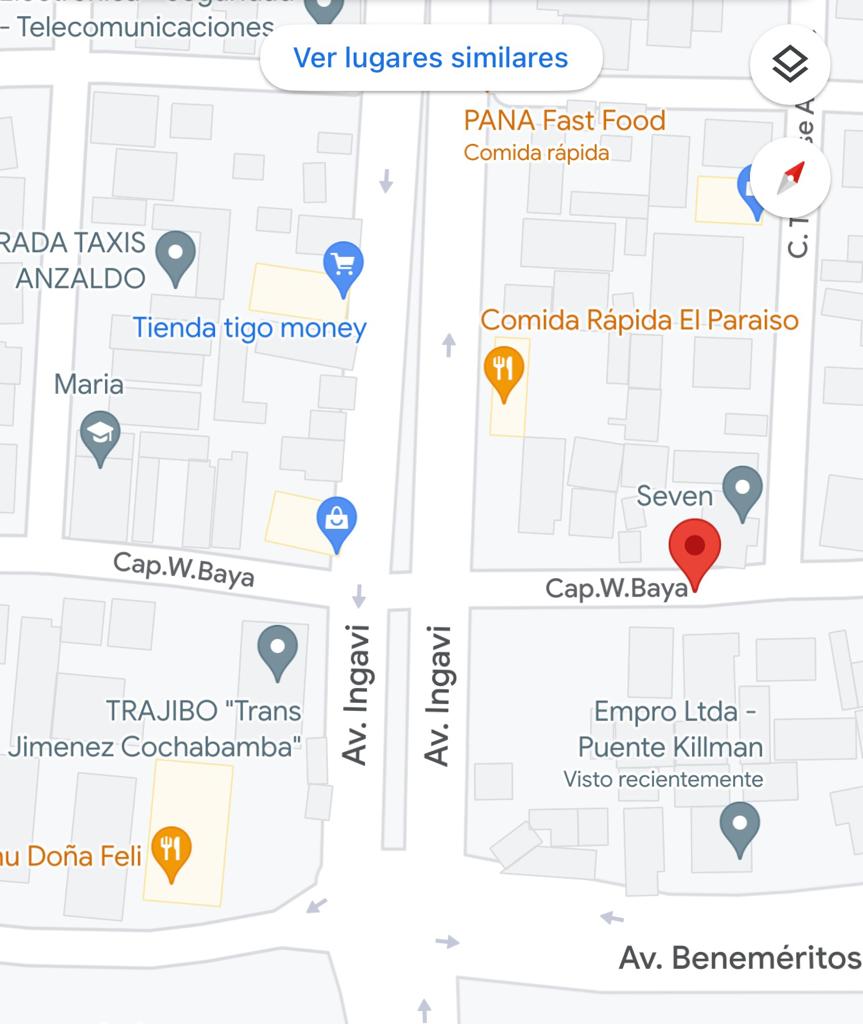 - Telecomunicaciones
Ver lugares similares
PANA Fast Food
Comida rápida
RADA TAXIS
ANZALDO
Tienda tigo money
Comida Rápida El Paraiso
Maria
Seven
Cap.W.Baya
Cap.W.Baya
Av. Ingavi
Av. Ingavi
TRAJIBO "Trans
Jimenez Cochabamba"
Empro Ltda -
Puente Killman
Visto recientemente
nu Doña Feli
Av. Beneméritos